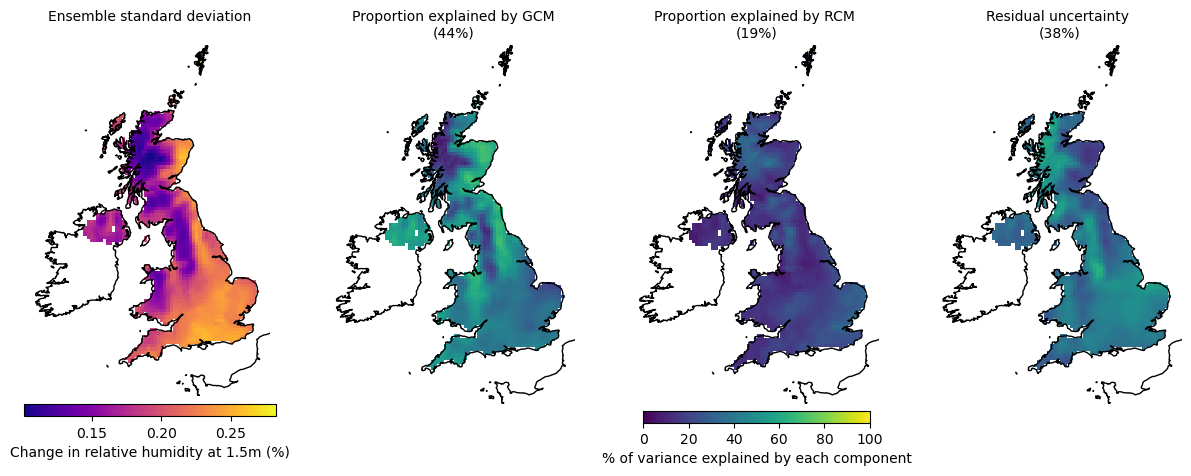 Ensemble standard deviation
Proportion explained by GCM
(44%)
Proportion explained by RCM
(19%)
Residual uncertainty
(38%)
0.15 0.20 0.25
Change in relative humidity at 1.5m (%)
0 20 40 60 80 100
% of variance explained by each component